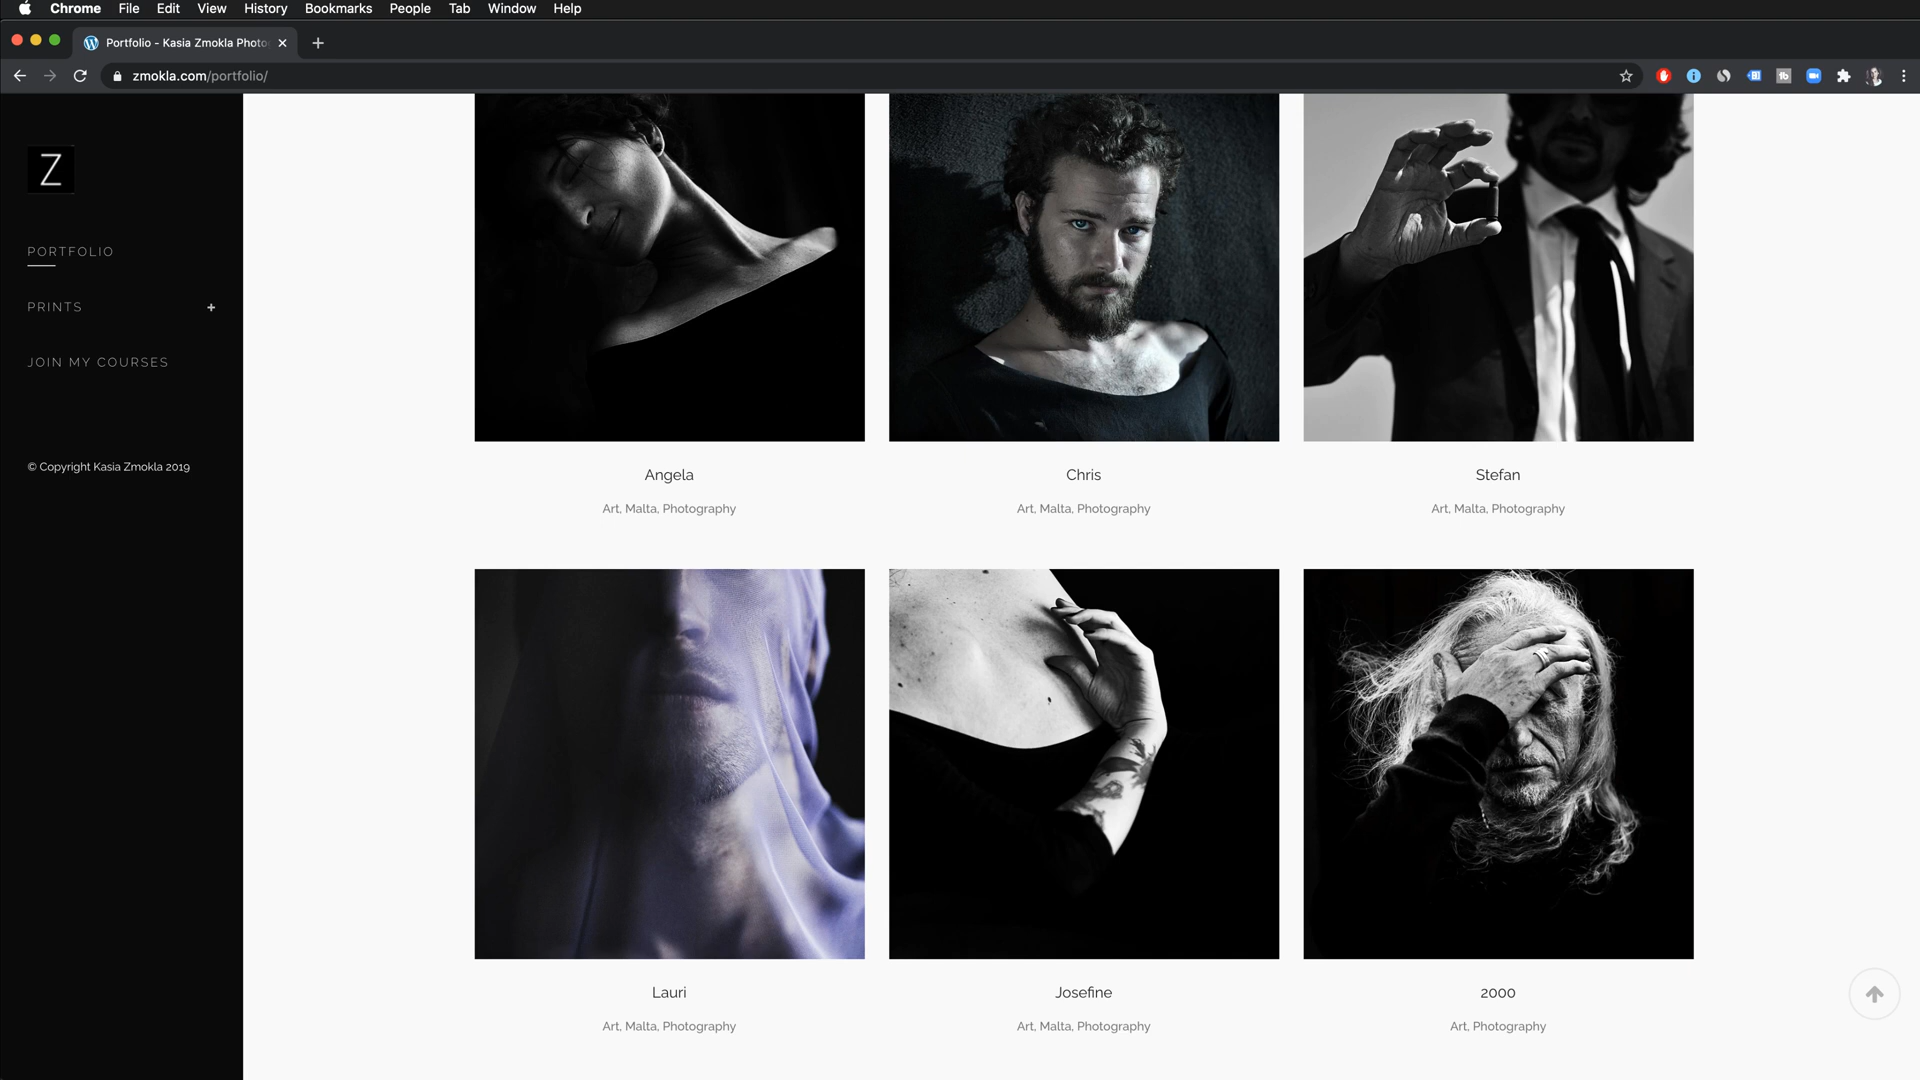 Chrome File Edit View History Bookmarks People Tab Window Help
Portfolio - Kasia Zmokla Photo
zmokla.com/portfolio/
Z
PORTFOLIO
PRINTS +
JOIN MY COURSES
© Copyright Kasia Zmokla 2019
Angela
Art, Malta, Photography
Chris
Art, Malta, Photography
Stefan
Art, Malta, Photography
Lauri
Art, Malta, Photography
Josefine
Art, Malta, Photography
2000
Art, Photography